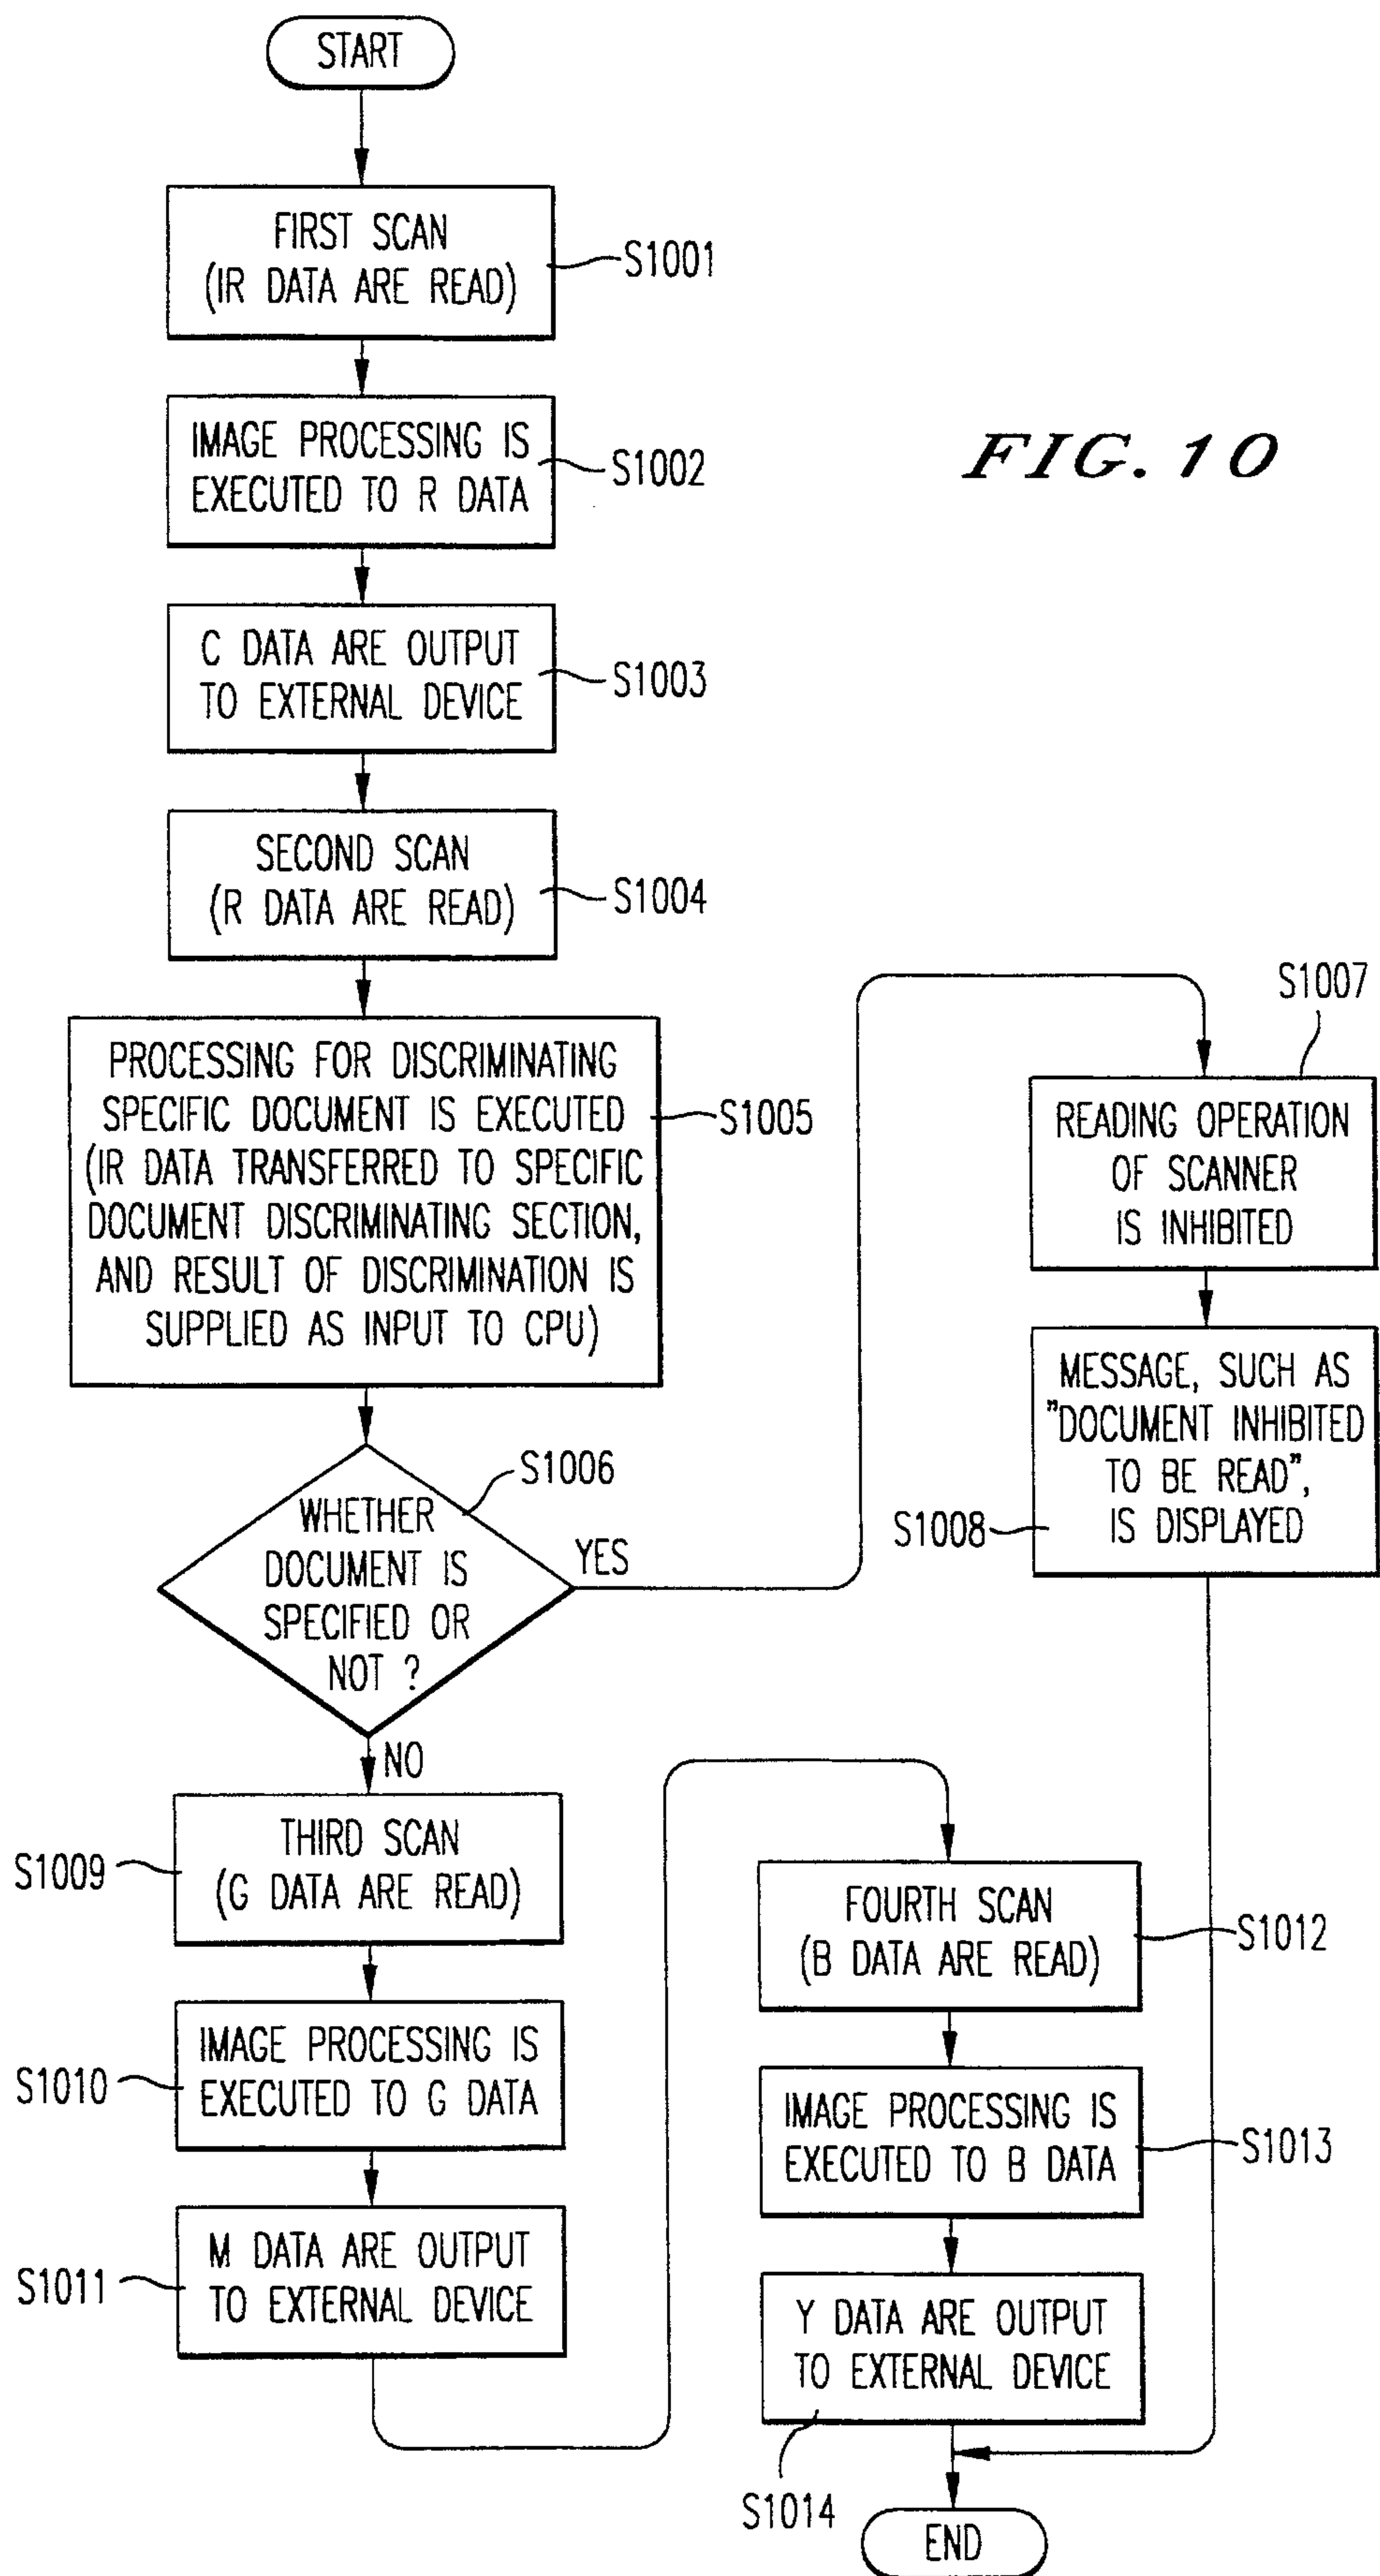 START
FIRST SCAN
(IR DATA ARE READ)
S1001
IMAGE PROCESSING IS
EXECUTED TO R DATA
S1002
FIG. 10
C DATA ARE OUTPUT
TO EXTERNAL DEVICE
S1003
SECOND SCAN
(R DATA ARE READ)
S1004
PROCESSING FOR DISCRIMINATING
SPECIFIC DOCUMENT IS EXECUTED
(IR DATA TRANSFERRED TO SPECIFIC
DOCUMENT DISCRIMINATING SECTION,
AND RESULT OF DISCRIMINATION IS
SUPPLIED AS INPUT TO CPU)
S1005
WHETHER
DOCUMENT IS
SPECIFIED OR
NOT ?
S1006
YES
S1007
READING OPERATION
OF SCANNER
IS INHIBITED
MESSAGE, SUCH AS
"DOCUMENT INHIBITED
TO BE READ",
IS DISPLAYED
S1008
NO
THIRD SCAN
(G DATA ARE READ)
S1009
IMAGE PROCESSING IS
EXECUTED TO G DATA
S1010
M DATA ARE OUTPUT
TO EXTERNAL DEVICE
S1011
FOURTH SCAN
(B DATA ARE READ)
S1012
IMAGE PROCESSING IS
EXECUTED TO B DATA
S1013
Y DATA ARE OUTPUT
TO EXTERNAL DEVICE
S1014
END